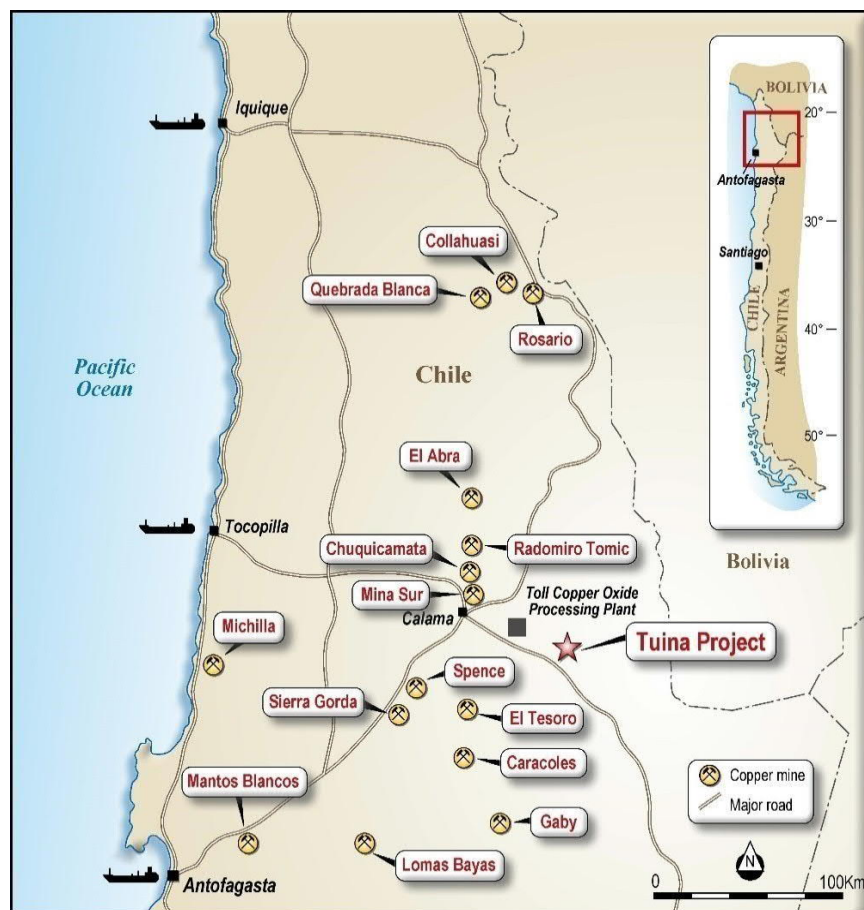 Iquique
Collahuasi
Quebrada Blanca
Rosario
Pacific
Ocean
Chile
El Abra
Tocopilla
Chuquicamata
Radomiro Tomic
Mina Sur
Calama
Toll Copper Oxide
Processing Plant
Bolivia
Michilla
Tuina Project
Spence
Sierra Gorda
El Tesoro
Caracoles
Mantos Blancos
Gaby
Lomas Bayas
Antofagasta
BOLIVIA
20°
Antofagasta
30°
Santiago
CHILE
ARGENTINA
40°
50°
Copper mine
Major road
N
0 100Km